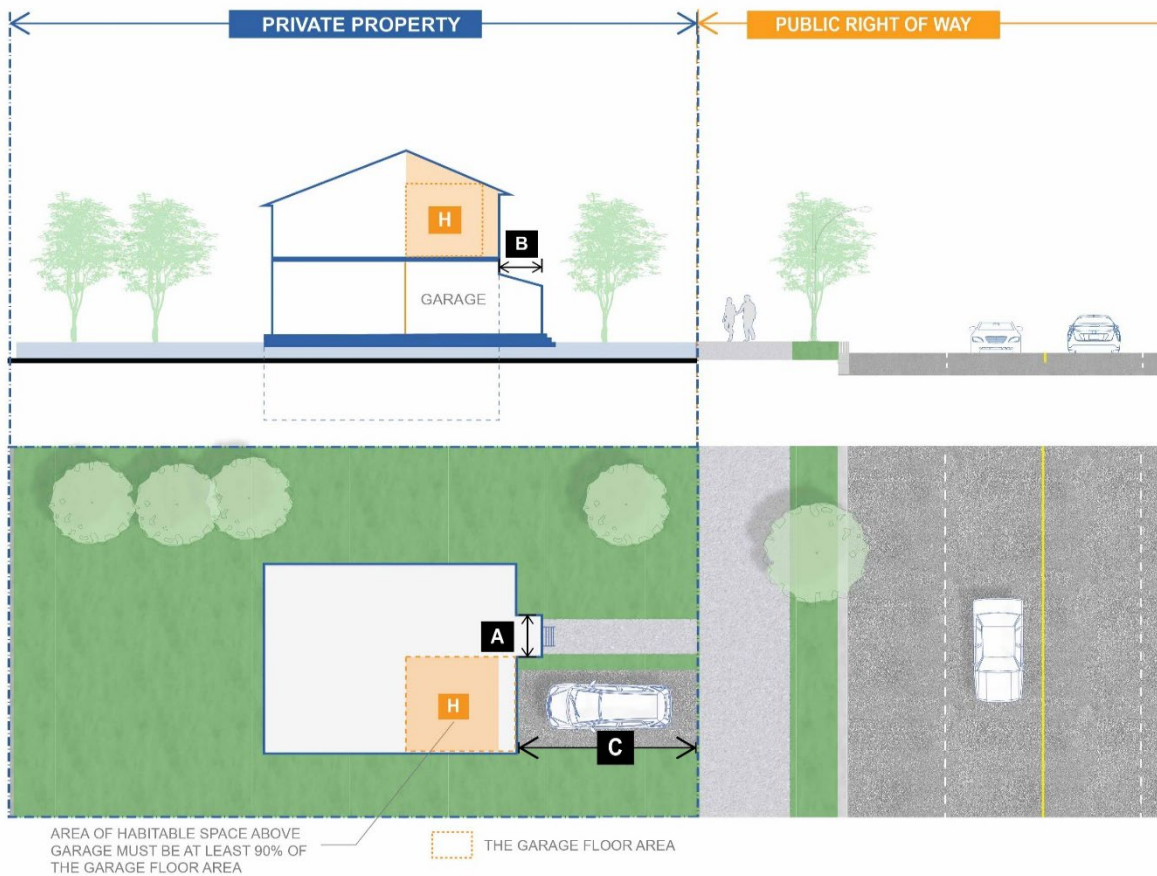 PRIVATE PROPERTY
PUBLIC RIGHT OF WAY
H
B
GARAGE
A
H
C
AREA OF HABITABLE SPACE ABOVE
GARAGE MUST BE AT LEAST 90% OF
THE GARAGE FLOOR AREA
THE GARAGE FLOOR AREA